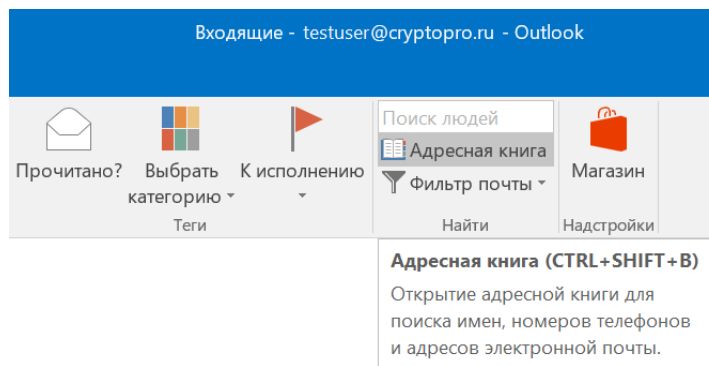 Входящие - testuser@cryptopro.ru - Outlook
Поиск людей
Адресная книга
Прочитано?
Выбрать
категорию
К исполнению
Фильтр почты
Магазин
Теги
Найти
Надстройки
Адресная книга (CTRL+SHIFT+B)
Открытие адресной книги для
поиска имен, номеров телефонов
и адресов электронной почты.